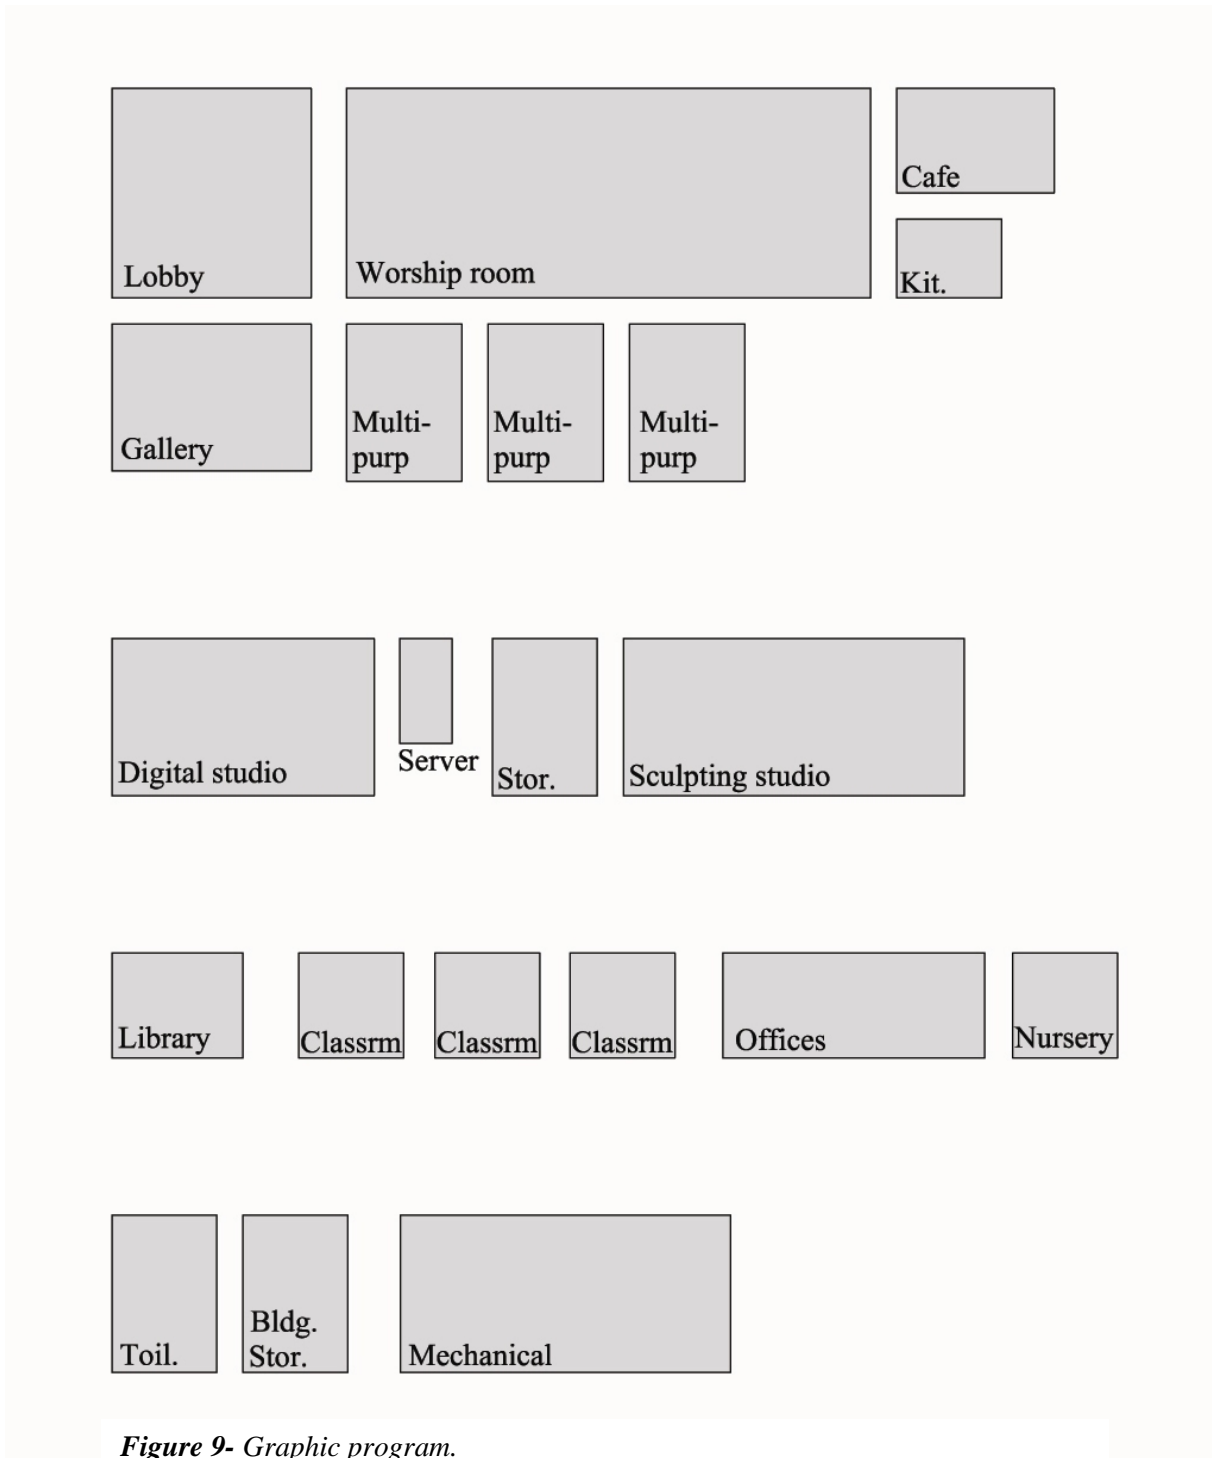 Lobby
Worship room
Cafe
Kit.
Gallery
Multi-
purp
Multi-
purp
Multi-
purp
Digital studio
Server
Stor.
Sculpting studio
Library
Classrm
Classrm
Classrm
Offices
Nursery
Toil.
Bldg.
Stor.
Mechanical
Figure 9- Graphic program.